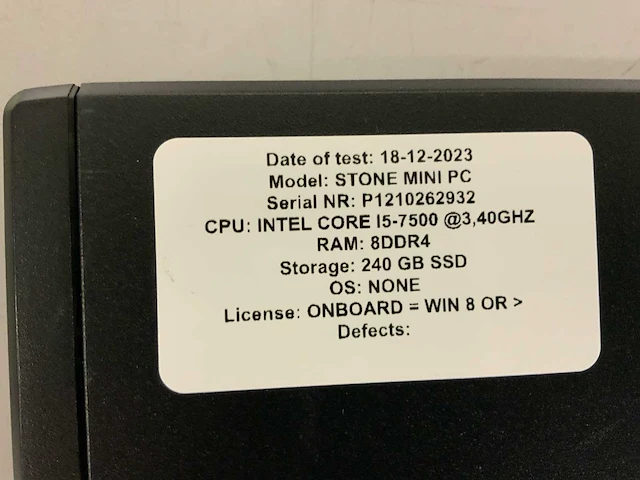 Date of test: 18-12-2023
Model: STONE MINI PC
Serial NR: P1210262932
CPU: INTEL CORE I5-7500 @3,40GHZ
RAM: 8DDR4
Storage: 240 GB SSD
OS: NONE
License: ONBOARD = WIN 8 OR >
Defects: